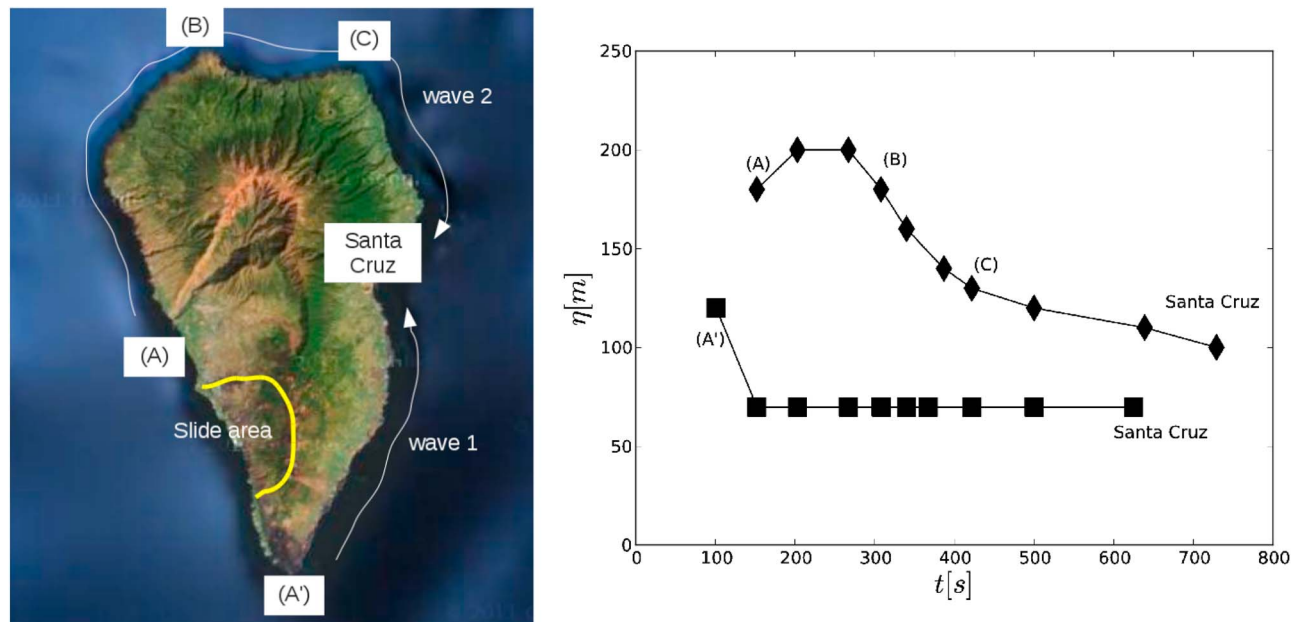 (B)
(C)
wave 2
Santa
Cruz
(A)
Slide area
wave 1
(A')
250
200
150
100
50
0
0 100 200 300 400 500 600 700 800
η[m]
t[s]
(A)
(B)
(C)
Santa Cruz
(A')
Santa Cruz